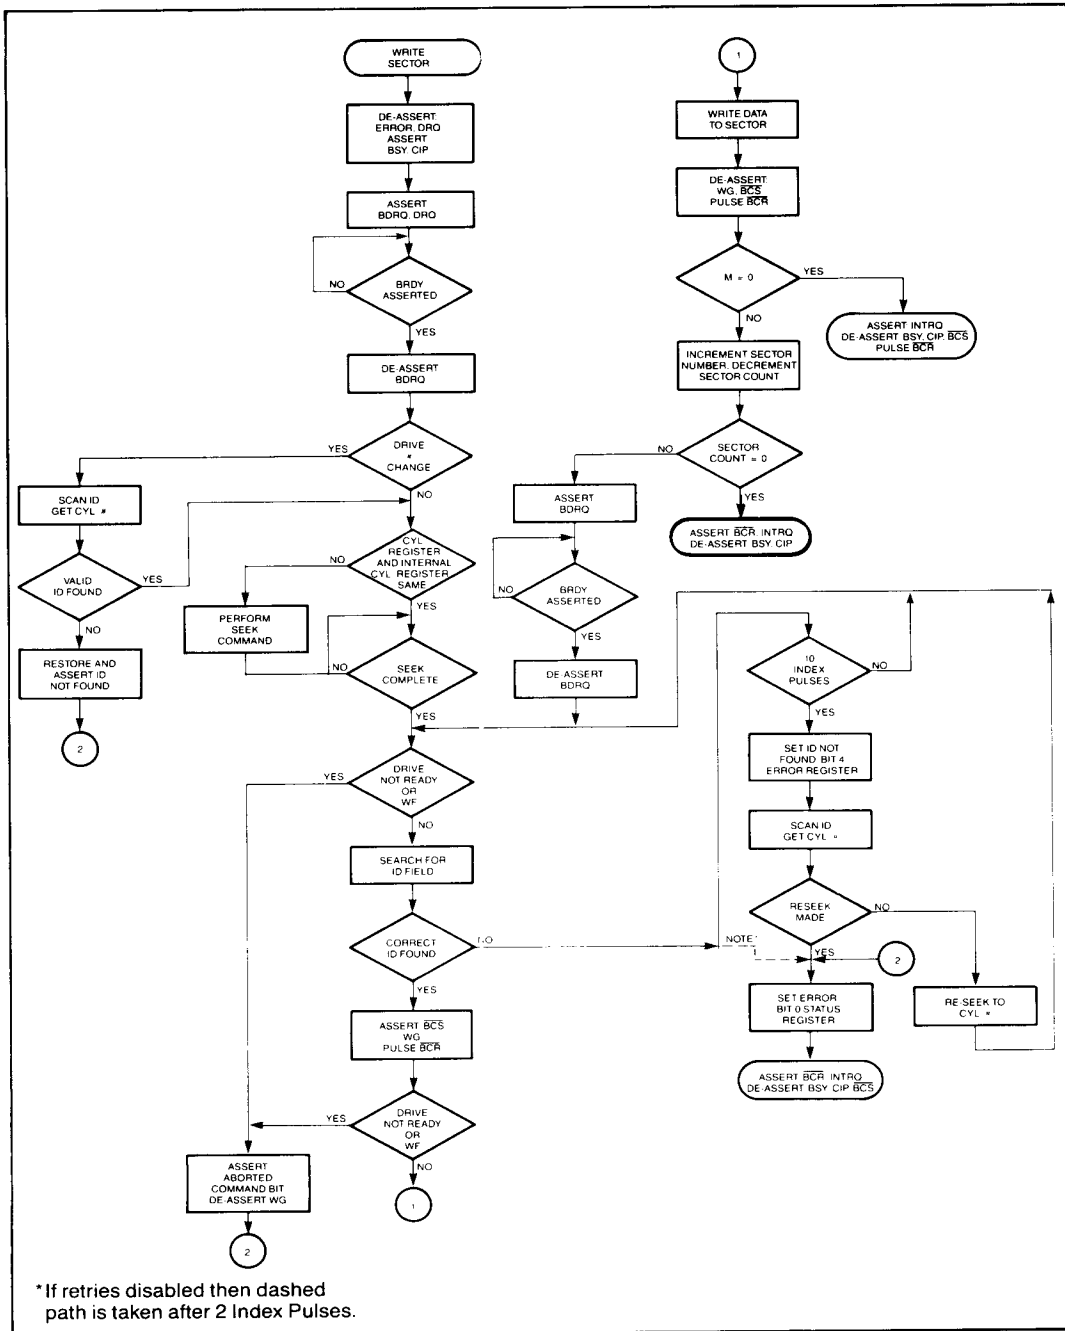 WRITE
SECTOR
DE-ASSERT
ERROR, DRQ
ASSERT
BSY, CIP
ASSERT
BDRQ, DRQ
BRDY
ASSERTED
NO
YES
DE-ASSERT
BDRQ
DRIVE
#
CHANGE
YES
NO
SCAN ID
GET CYL #
VALID
ID FOUND
YES
NO
RESTORE AND
ASSERT ID
NOT FOUND
2
CYL
REGISTER
AND INTERNAL
CYL REGISTER
SAME
NO
YES
PERFORM
SEEK
COMMAND
SEEK
COMPLETE
NO
YES
DRIVE
NOT READY
OR
WF
YES
NO
SEARCH FOR
ID FIELD
CORRECT
ID FOUND
NO
YES
ASSERT BCS
WG
PULSE BCR
DRIVE
NOT READY
OR
WF
YES
NO
1
ASSERT
ABORTED
COMMAND BIT
DE-ASSERT WG
2
1
WRITE DATA
TO SECTOR
DE-ASSERT
WG, BCS
PULSE BCR
M = 0
YES
NO
ASSERT INTRQ
DE-ASSERT BSY, CIP, BCS
PULSE BCR
INCREMENT SECTOR
NUMBER, DECREMENT
SECTOR COUNT
SECTOR
COUNT = 0
NO
YES
ASSERT BCR, INTRQ
DE-ASSERT BSY, CIP
ASSERT
BDRQ
BRDY
ASSERTED
NO
YES
DE-ASSERT
BDRQ
10
INDEX
PULSES
NO
YES
SET ID NOT
FOUND BIT 4
ERROR REGISTER
SCAN ID
GET CYL #
RESEEK
MADE
NO
YES
NOTE*
2
SET ERROR
BIT 0 STATUS
REGISTER
RE-SEEK TO
CYL #
ASSERT BCR, INTRQ
DE-ASSERT BSY, CIP, BCS
*If retries disabled then dashed
path is taken after 2 Index Pulses.